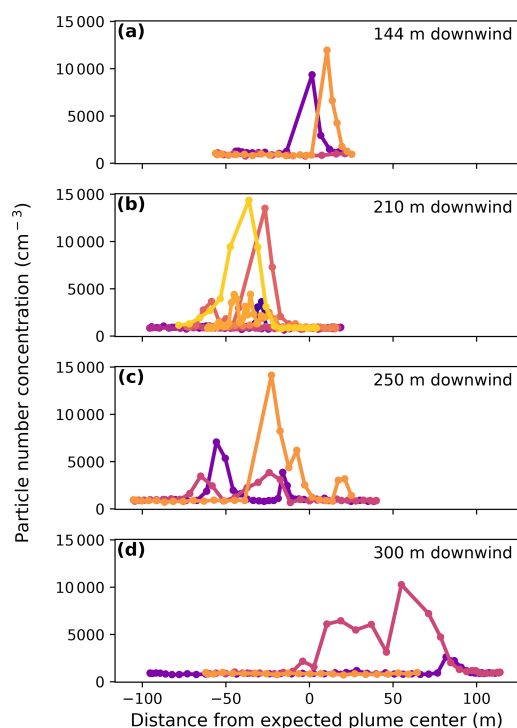 Particle number concentration (cm⁻³)
(a)
144 m downwind
15 000
10 000
5000
0
(b)
210 m downwind
15 000
10 000
5000
0
(c)
250 m downwind
15 000
10 000
5000
0
(d)
300 m downwind
15 000
10 000
5000
0
−100 −50 0 50 100
Distance from expected plume center (m)